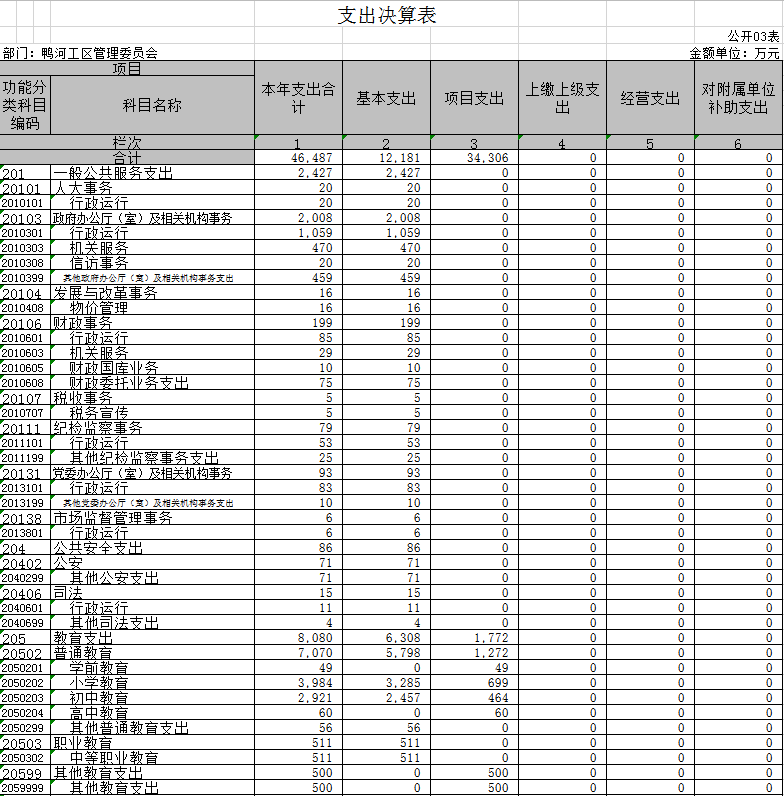 支出决算表
公开03表
部门：鸭河工区管理委员会 金额单位：万元
项目 本年支出合计 基本支出 项目支出 上缴上级支出 经营支出 对附属单位补助支出
功能分类科目编码 科目名称
栏次 1 2 3 4 5 6
合计 46,487 12,181 34,306 0 0 0
201 一般公共服务支出 2,427 2,427 0 0 0 0
20101 人大事务 20 20 0 0 0 0
2010101 行政运行 20 20 0 0 0 0
20103 政府办公厅（室）及相关机构事务 2,008 2,008 0 0 0 0
2010301 行政运行 1,059 1,059 0 0 0 0
2010303 机关服务 470 470 0 0 0 0
2010308 信访事务 20 20 0 0 0 0
2010399 其他政府办公厅（室）及相关机构事务支出 459 459 0 0 0 0
20104 发展与改革事务 16 16 0 0 0 0
2010408 物价管理 16 16 0 0 0 0
20106 财政事务 199 199 0 0 0 0
2010601 行政运行 85 85 0 0 0 0
2010603 机关服务 29 29 0 0 0 0
2010605 财政国库业务 10 10 0 0 0 0
2010608 财政委托业务支出 75 75 0 0 0 0
20107 税收事务 5 5 0 0 0 0
2010707 税务宣传 5 5 0 0 0 0
20111 纪检监察事务 79 79 0 0 0 0
2011101 行政运行 53 53 0 0 0 0
2011199 其他纪检监察事务支出 25 25 0 0 0 0
20131 党委办公厅（室）及相关机构事务 93 93 0 0 0 0
2013101 行政运行 83 83 0 0 0 0
2013199 其他党委办公厅（室）及相关机构事务支出 10 10 0 0 0 0
20138 市场监督管理事务 6 6 0 0 0 0
2013801 行政运行 6 6 0 0 0 0
204 公共安全支出 86 86 0 0 0 0
20402 公安 71 71 0 0 0 0
2040299 其他公安支出 71 71 0 0 0 0
20406 司法 15 15 0 0 0 0
2040601 行政运行 11 11 0 0 0 0
2040699 其他司法支出 4 4 0 0 0 0
205 教育支出 8,080 6,308 1,772 0 0 0
20502 普通教育 7,070 5,798 1,272 0 0 0
2050201 学前教育 49 0 49 0 0 0
2050202 小学教育 3,984 3,285 699 0 0 0
2050203 初中教育 2,921 2,457 464 0 0 0
2050204 高中教育 60 0 60 0 0 0
2050299 其他普通教育支出 56 56 0 0 0 0
20503 职业教育 511 511 0 0 0 0
2050302 中等职业教育 511 511 0 0 0 0
20599 其他教育支出 500 0 500 0 0 0
2059999 其他教育支出 500 0 500 0 0 0